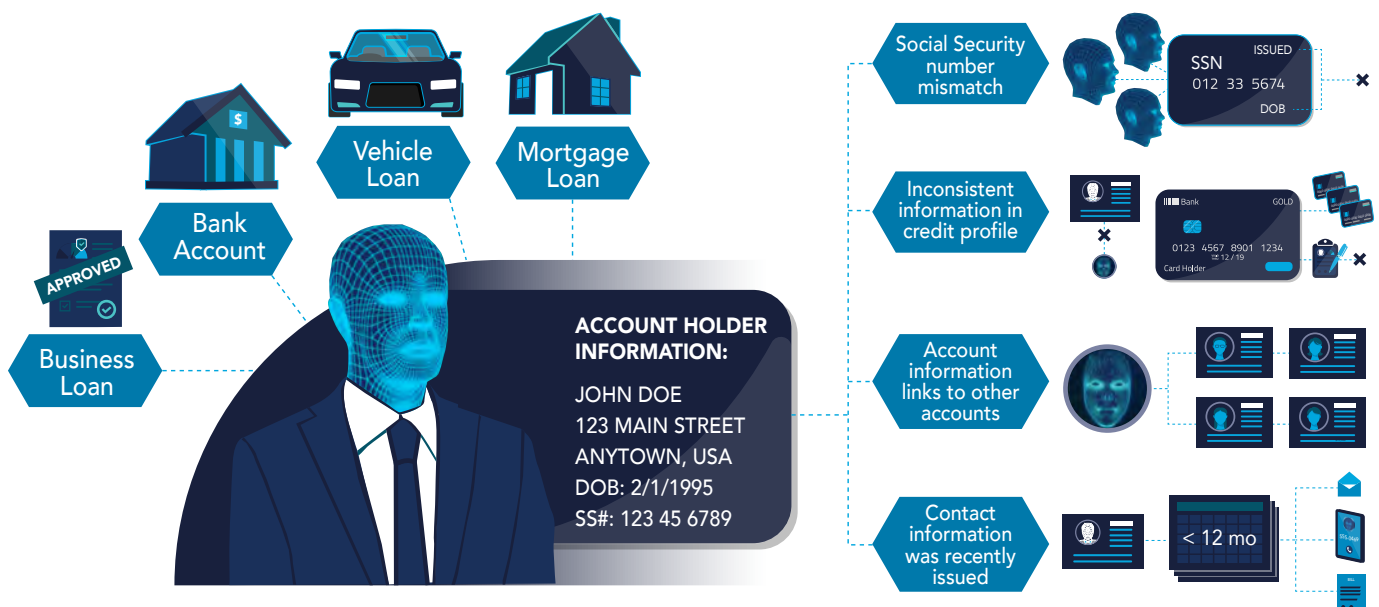 Business
Loan
APPROVED
Bank
Account
$
Vehicle
Loan
Mortgage
Loan
ACCOUNT HOLDER
INFORMATION:
JOHN DOE
123 MAIN STREET
ANYTOWN, USA
DOB: 2/1/1995
SS#: 123 45 6789
Social Security
number
mismatch
ISSUED
SSN
012 33 5674
DOB
Inconsistent
information in
credit profile
Bank GOLD
0123 4567 8901 1234
12 / 19
Card Holder
Account
information
links to other
accounts
Contact
information
was recently
issued
< 12 mo
BILL